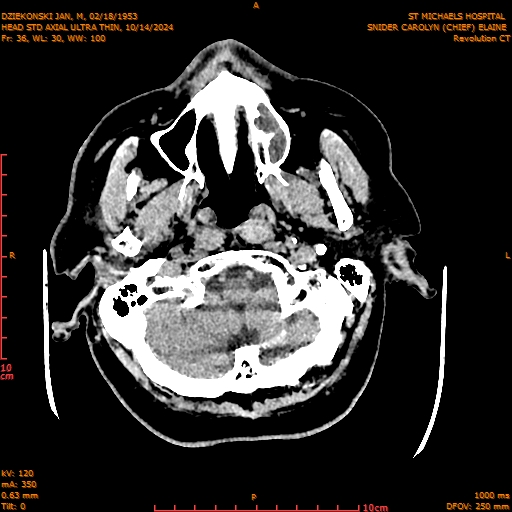 A
DZIEKONSKI JAN, M, 02/18/1953
HEAD STD AXIAL ULTRA THIN, 10/14/2024
Fr: 36, WL: 30, WW: 100
ST MICHAELS HOSPITAL
SNIDER CAROLYN (CHIEF) ELAINE
Revolution CT
R
L
10
cm
kV: 120
mA: 350
0.63 mm
Tilt: 0
P
10cm
1000 ms
DFOV: 250 mm